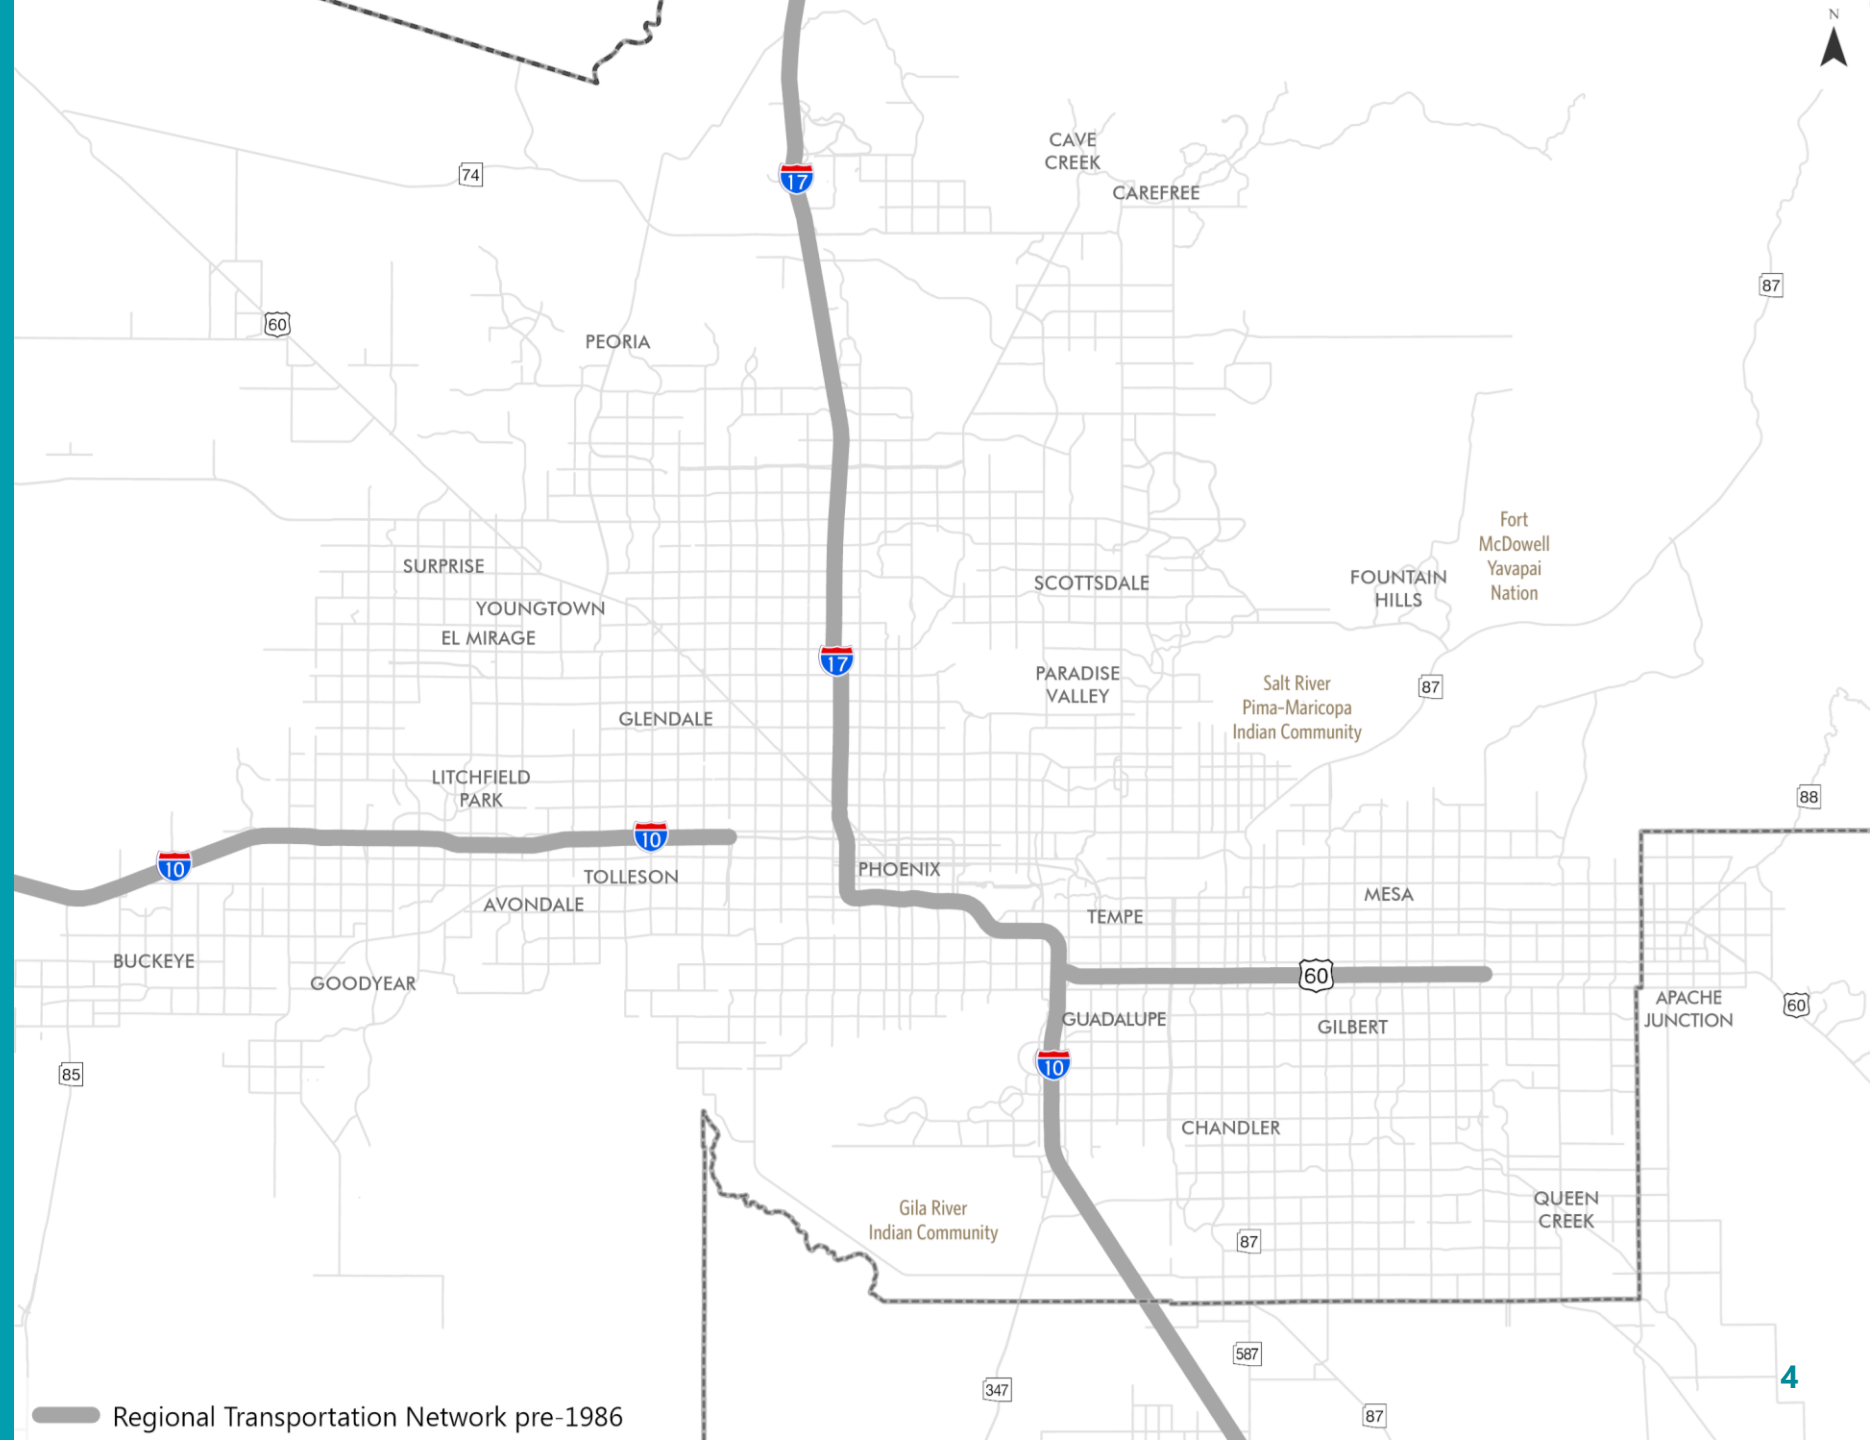 N
CAVE
CREEK
74
17
CAREFREE
87
60
PEORIA
Fort
McDowell
Yavapai
Nation
SURPRISE
SCOTTSDALE
FOUNTAIN
HILLS
YOUNGTOWN
EL MIRAGE
17
PARADISE
VALLEY
Salt River
Pima-Maricopa
Indian Community
87
GLENDALE
LITCHFIELD
PARK
88
10
10
PHOENIX
TOLLESON
MESA
AVONDALE
TEMPE
BUCKEYE
GOODYEAR
60
APACHE
JUNCTION
60
GUADALUPE
GILBERT
10
85
CHANDLER
QUEEN
CREEK
Gila River
Indian Community
87
587
4
347
87
Regional Transportation Network pre-1986